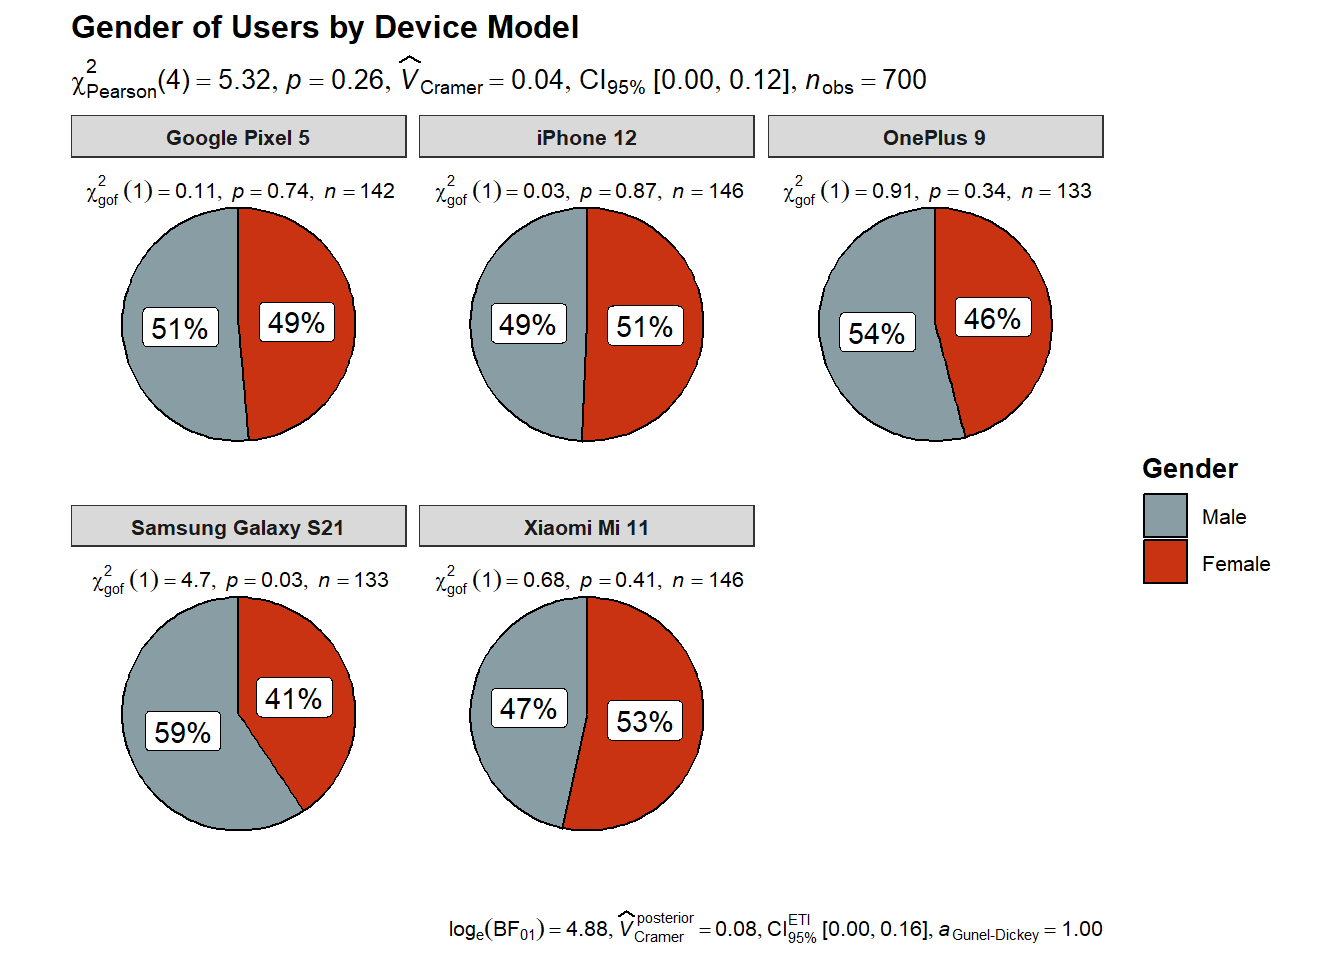 Gender of Users by Device Model
χ²Pearson(4) = 5.32, p = 0.26, V̂Cramer = 0.04, CI95% [0.00, 0.12], nobs = 700
Google Pixel 5 iPhone 12 OnePlus 9
χ²gof (1) = 0.11, p = 0.74, n = 142 χ²gof (1) = 0.03, p = 0.87, n = 146 χ²gof (1) = 0.91, p = 0.34, n = 133
51% 49% 49% 51% 54% 46%
Gender
Male
Female
Samsung Galaxy S21 Xiaomi Mi 11
χ²gof (1) = 4.7, p = 0.03, n = 133 χ²gof (1) = 0.68, p = 0.41, n = 146
59% 41% 47% 53%
loge(BF01) = 4.88, V̂posteriorCramer = 0.08, CIETI95% [0.00, 0.16], aGunel-Dickey = 1.00